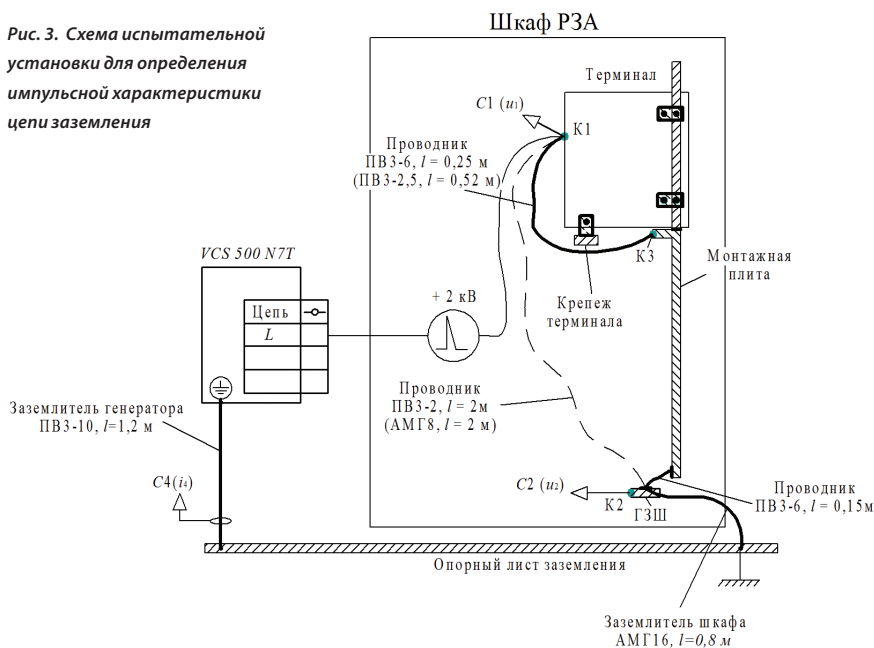 Рис. 3. Схема испытательной
установки для определения
импульсной характеристики
цепи заземления
Шкаф РЗА
Терминал
C1 (u1)
К1
Проводник
ПВ3-6, l = 0,25 м
(ПВ3-2,5, l = 0,52 м)
К3
Монтажная
плита
VCS 500 N7T
Цепь
L
+ 2 кВ
Крепеж
терминала
Проводник
ПВ3-2, l = 2м
(АМГ8, l = 2 м)
Заземлитель генератора
ПВ3-10, l=1,2 м
C4(i4)
C2 (u2)
К2
ГЗШ
Проводник
ПВ3-6, l = 0,15м
Опорный лист заземления
Заземлитель шкафа
АМГ16, l=0,8 м